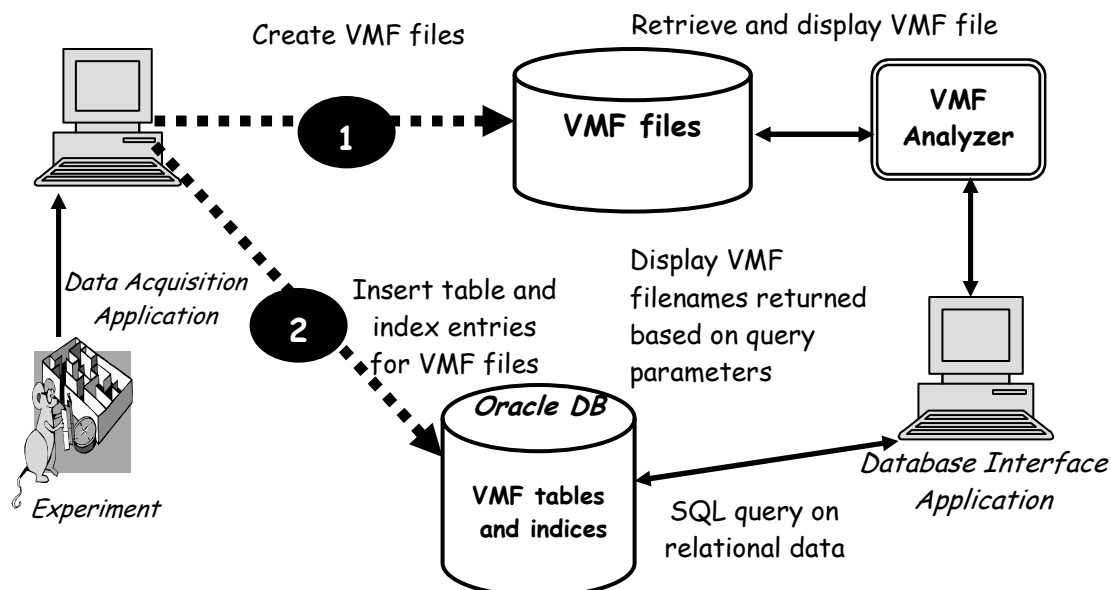 Create VMF files
Retrieve and display VMF file
VMF files
VMF
Analyzer
1
Data Acquisition
Application
2
Insert table and
index entries
for VMF files
Display VMF
filenames returned
based on query
parameters
Experiment
Oracle DB
VMF tables
and indices
SQL query on
relational data
Database Interface
Application